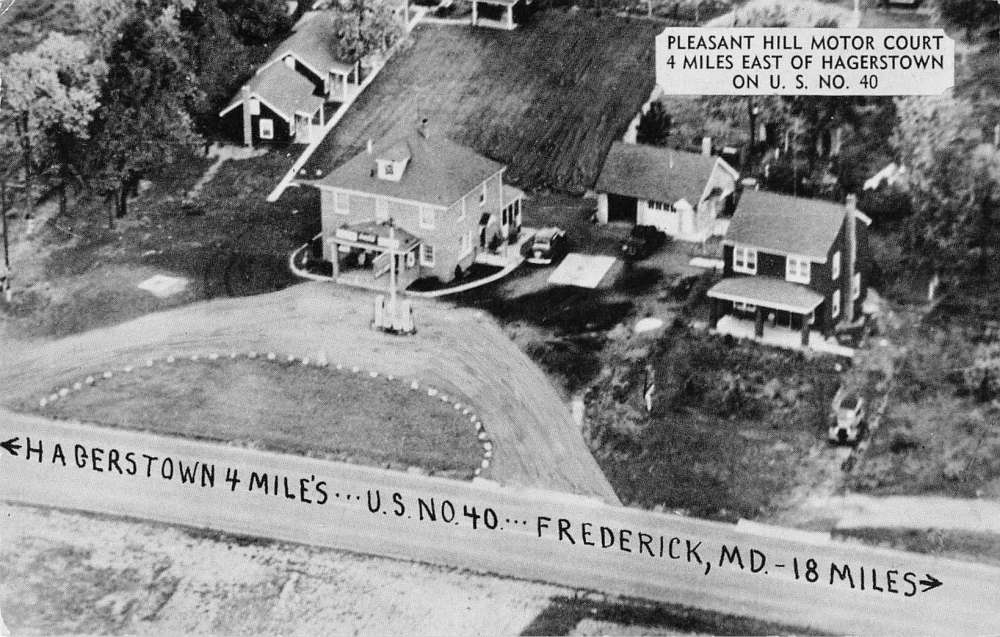 PLEASANT HILL MOTOR COURT
4 MILES EAST OF HAGERSTOWN
ON U. S. NO. 40
←HAGERSTOWN 4 MILE'S...U.S. NO. 40...FREDERICK, MD.-18 MILES→